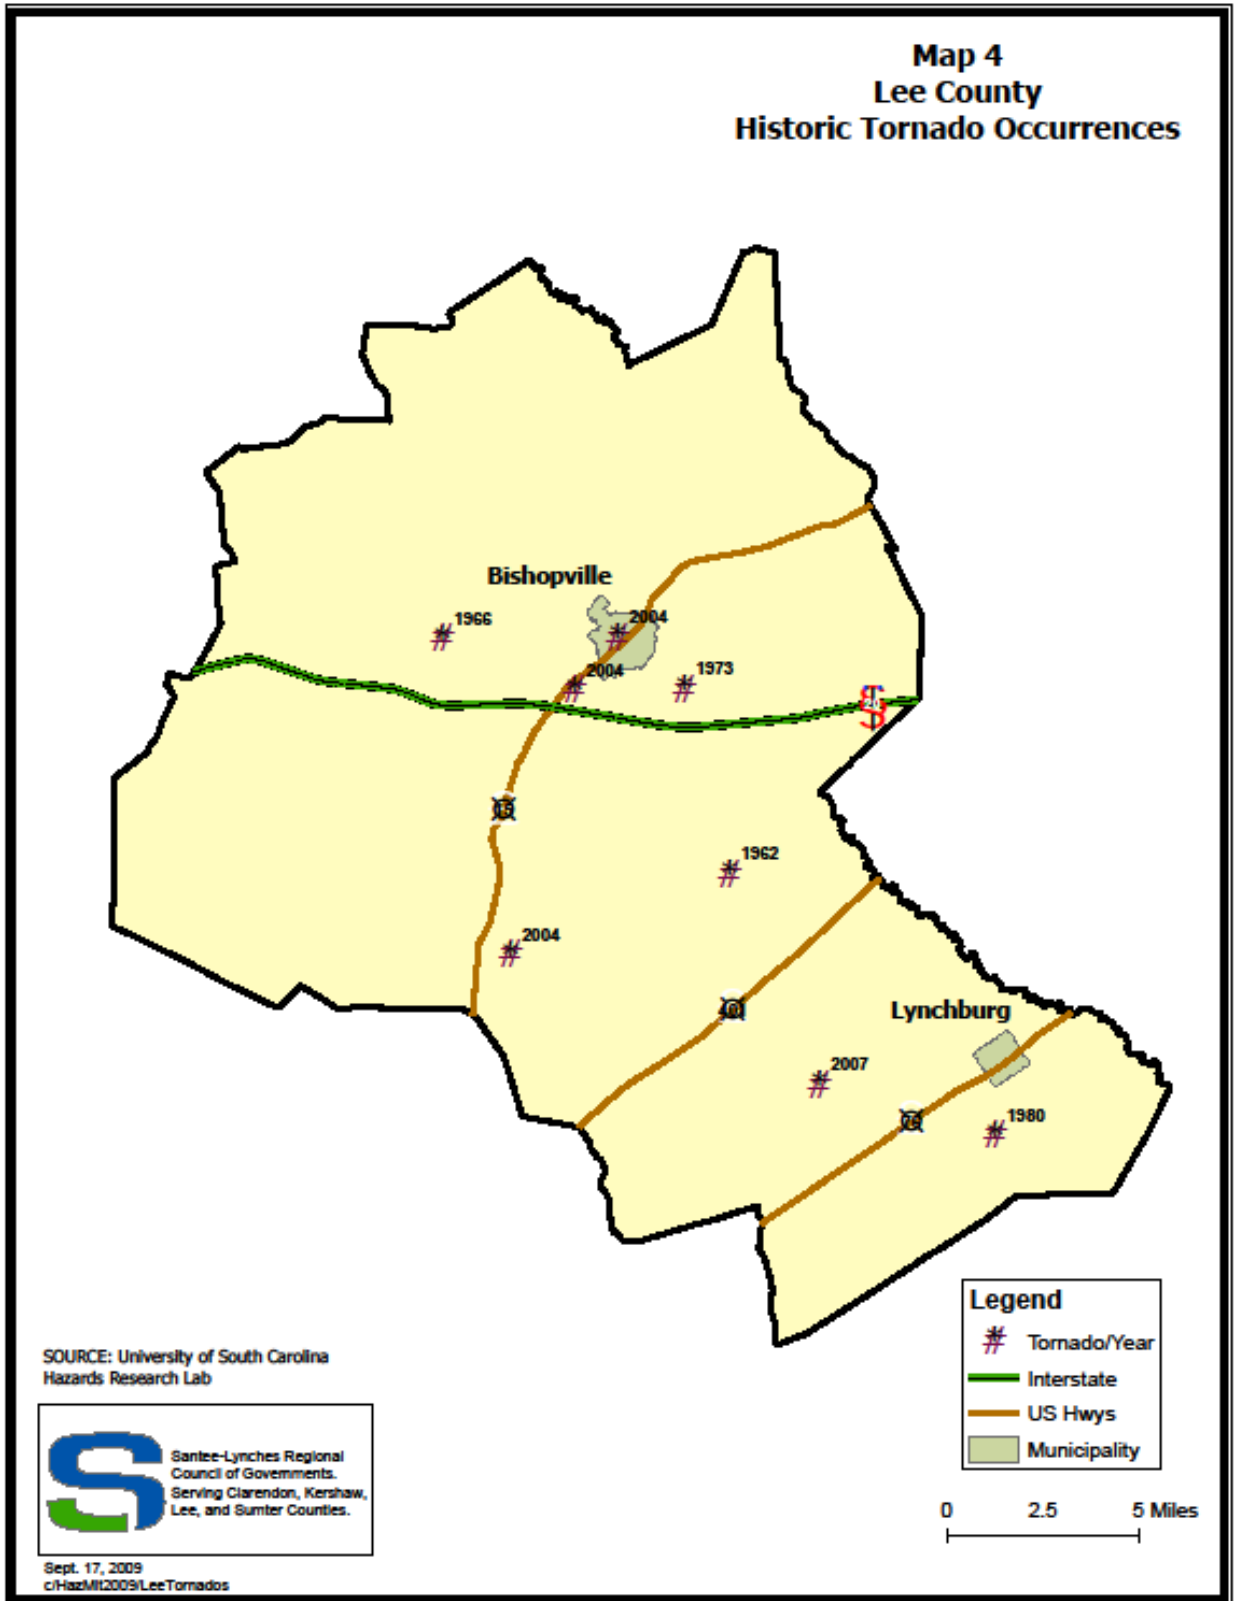 Map 4
Lee County
Historic Tornado Occurrences
Bishopville
1966
2004
2004
1973
15
1962
2004
Lynchburg
2007
1980
Legend
Tornado/Year
Interstate
US Hwys
Municipality
SOURCE: University of South Carolina
Hazards Research Lab
Santee-Lynches Regional
Council of Governments.
Serving Clarendon, Kershaw,
Lee, and Sumter Counties.
0 2.5 5 Miles
Sept. 17, 2009
c/HazMit2009/LeeTornados